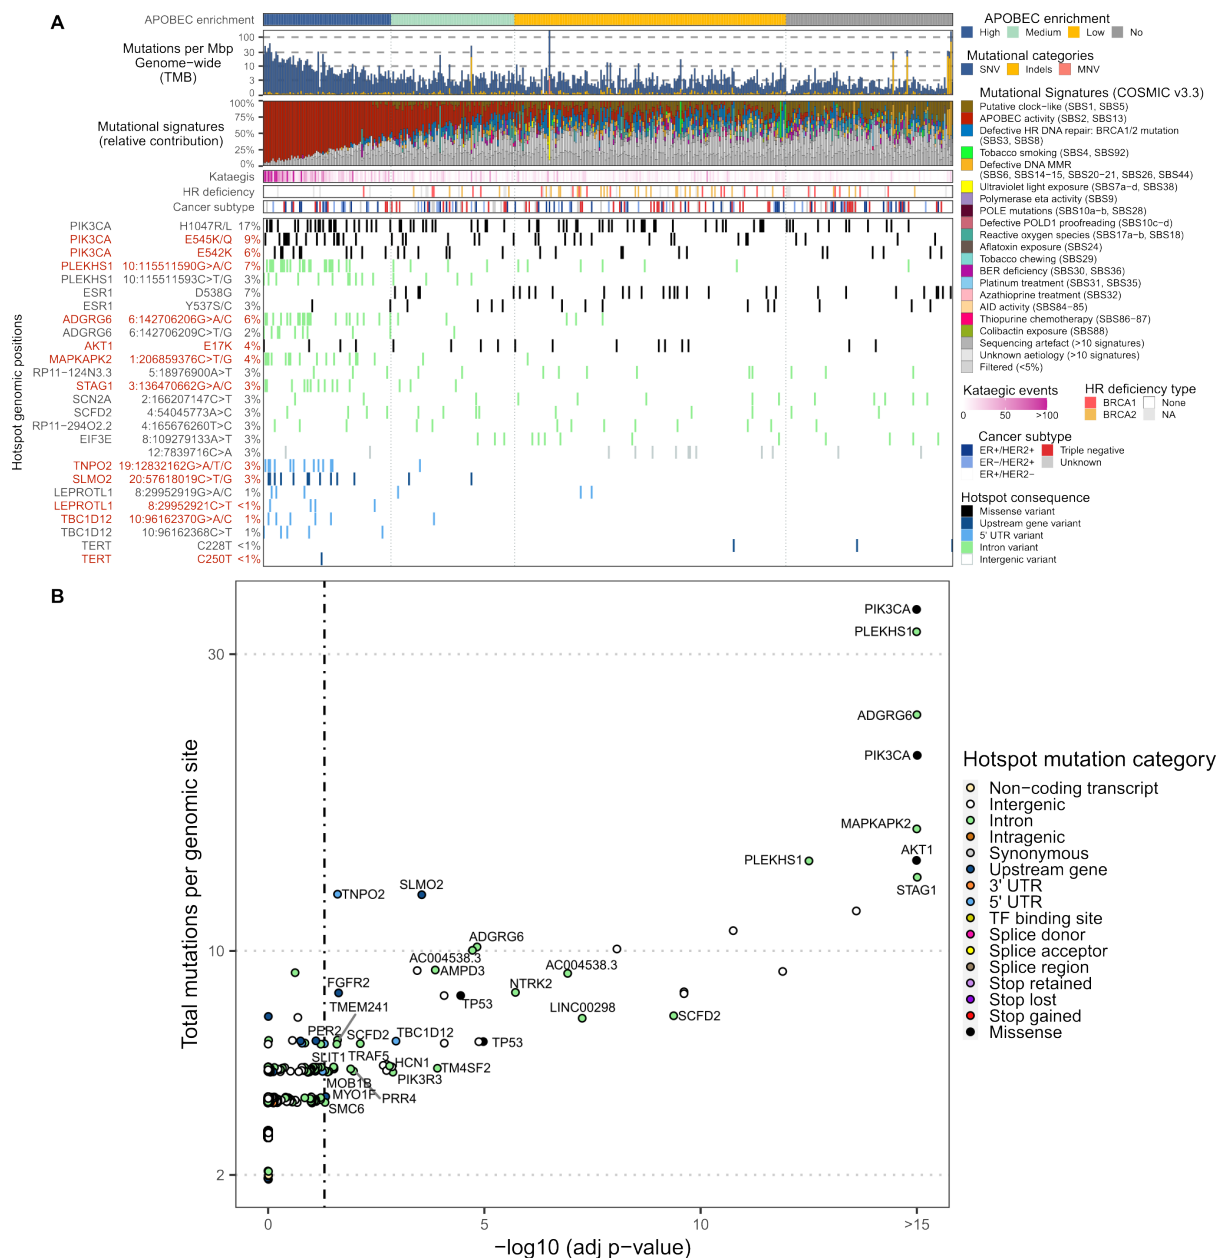 A
APOBEC enrichment
Mutations per Mbp
Genome-wide
(TMB)
100
30
10
3
0
Mutational signatures
(relative contribution)
100%
75%
50%
25%
0%
Kataegis
HR deficiency
Cancer subtype
Hotspot genomic positions
PIK3CA H1047R/L 17%
PIK3CA E545K/Q 9%
PIK3CA E542K 6%
PLEKHS1 10:115511590G>A/C 7%
PLEKHS1 10:115511593C>T/G 3%
ESR1 D538G 7%
ESR1 Y537S/C 3%
ADGRG6 6:142706206G>A/C 6%
ADGRG6 6:142706209C>T/G 2%
AKT1 E17K 4%
MAPKAPK2 1:206859376C>T/G 4%
RP11-124N3.3 5:18976900A>T 3%
STAG1 3:136470662G>A/C 3%
SCN2A 2:166207147C>T 3%
SCFD2 4:54045773A>C 3%
RP11-294O2.2 4:165676260T>C 3%
EIF3E 8:109279133A>T 3%
12:7839716C>A 3%
TNPO2 19:12832162G>A/T/C 3%
SLMO2 20:57618019C>T/G 3%
LEPROTL1 8:29952919G>A/C 1%
LEPROTL1 8:29952921C>T <1%
TBC1D12 10:96162370G>A/C 1%
TBC1D12 10:96162368C>T 1%
TERT C228T <1%
TERT C250T <1%
APOBEC enrichment
High Medium Low No
Mutational categories
SNV Indels MNV
Mutational Signatures (COSMIC v3.3)
Putative clock-like (SBS1, SBS5)
APOBEC activity (SBS2, SBS13)
Defective HR DNA repair: BRCA1/2 mutation
(SBS3, SBS8)
Tobacco smoking (SBS4, SBS92)
Defective DNA MMR
(SBS6, SBS14-15, SBS20-21, SBS26, SBS44)
Ultraviolet light exposure (SBS7a-d, SBS38)
Polymerase eta activity (SBS9)
POLE mutations (SBS10a-b, SBS28)
Defective POLD1 proofreading (SBS10c-d)
Reactive oxygen species (SBS17a-b, SBS18)
Aflatoxin exposure (SBS24)
Tobacco chewing (SBS29)
BER deficiency (SBS30, SBS36)
Platinum treatment (SBS31, SBS35)
Azathioprine treatment (SBS32)
AID activity (SBS84-85)
Thiopurine chemotherapy (SBS86-87)
Colibactin exposure (SBS88)
Sequencing artefact (>10 signatures)
Unknown aetiology (>10 signatures)
Filtered (<5%)
Kataegic events
0 50 >100
HR deficiency type
BRCA1 None
BRCA2 NA
Cancer subtype
ER+/HER2+ Triple negative
ER−/HER2+ Unknown
ER+/HER2−
Hotspot consequence
Missense variant
Upstream gene variant
5' UTR variant
Intron variant
Intergenic variant
B
Total mutations per genomic site
30
10
2
PIK3CA
PLEKHS1
ADGRG6
PIK3CA
MAPKAPK2
AKT1
PLEKHS1
STAG1
SLMO2
TNPO2
ADGRG6
AC004538.3
AMPD3
AC004538.3
FGFR2
NTRK2
TP53
TMEM241
LINC00298
SCFD2
PER2
SCFD2
TBC1D12
TP53
SLIT1
TRAF5
HCN1
TM4SF2
MOB1B
PIK3R3
MYO1F
PRR4
SMC6
0 5 10 >15
−log10 (adj p−value)
Hotspot mutation category
Non−coding transcript
Intergenic
Intron
Intragenic
Synonymous
Upstream gene
3' UTR
5' UTR
TF binding site
Splice donor
Splice acceptor
Splice region
Stop retained
Stop lost
Stop gained
Missense